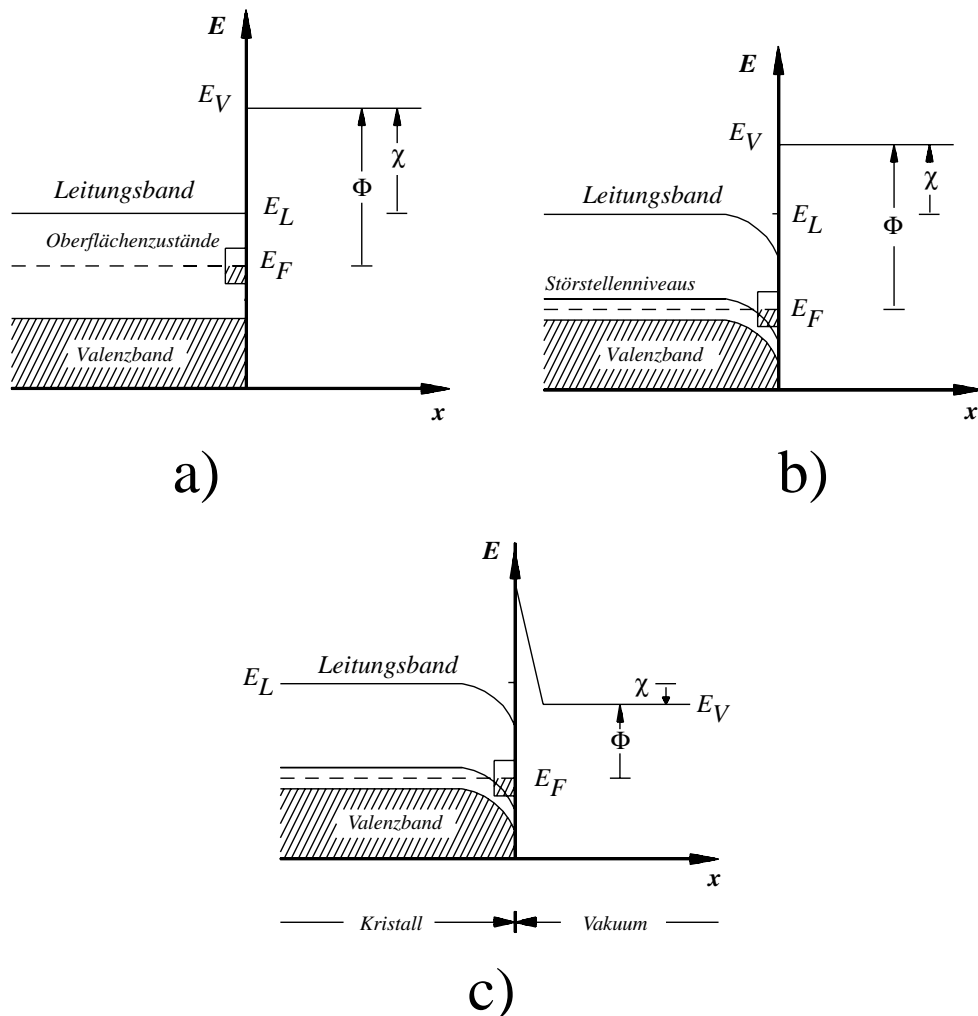 E
E_V
χ
Φ
Leitungsband
E_L
Oberflächenzustände
E_F
Valenzband
x
a)
E
E_V
χ
Leitungsband
E_L
Φ
Störstellenniveaus
E_F
Valenzband
x
b)
E
E_L
Leitungsband
χ
E_V
Φ
E_F
Valenzband
x
Kristall
Vakuum
c)